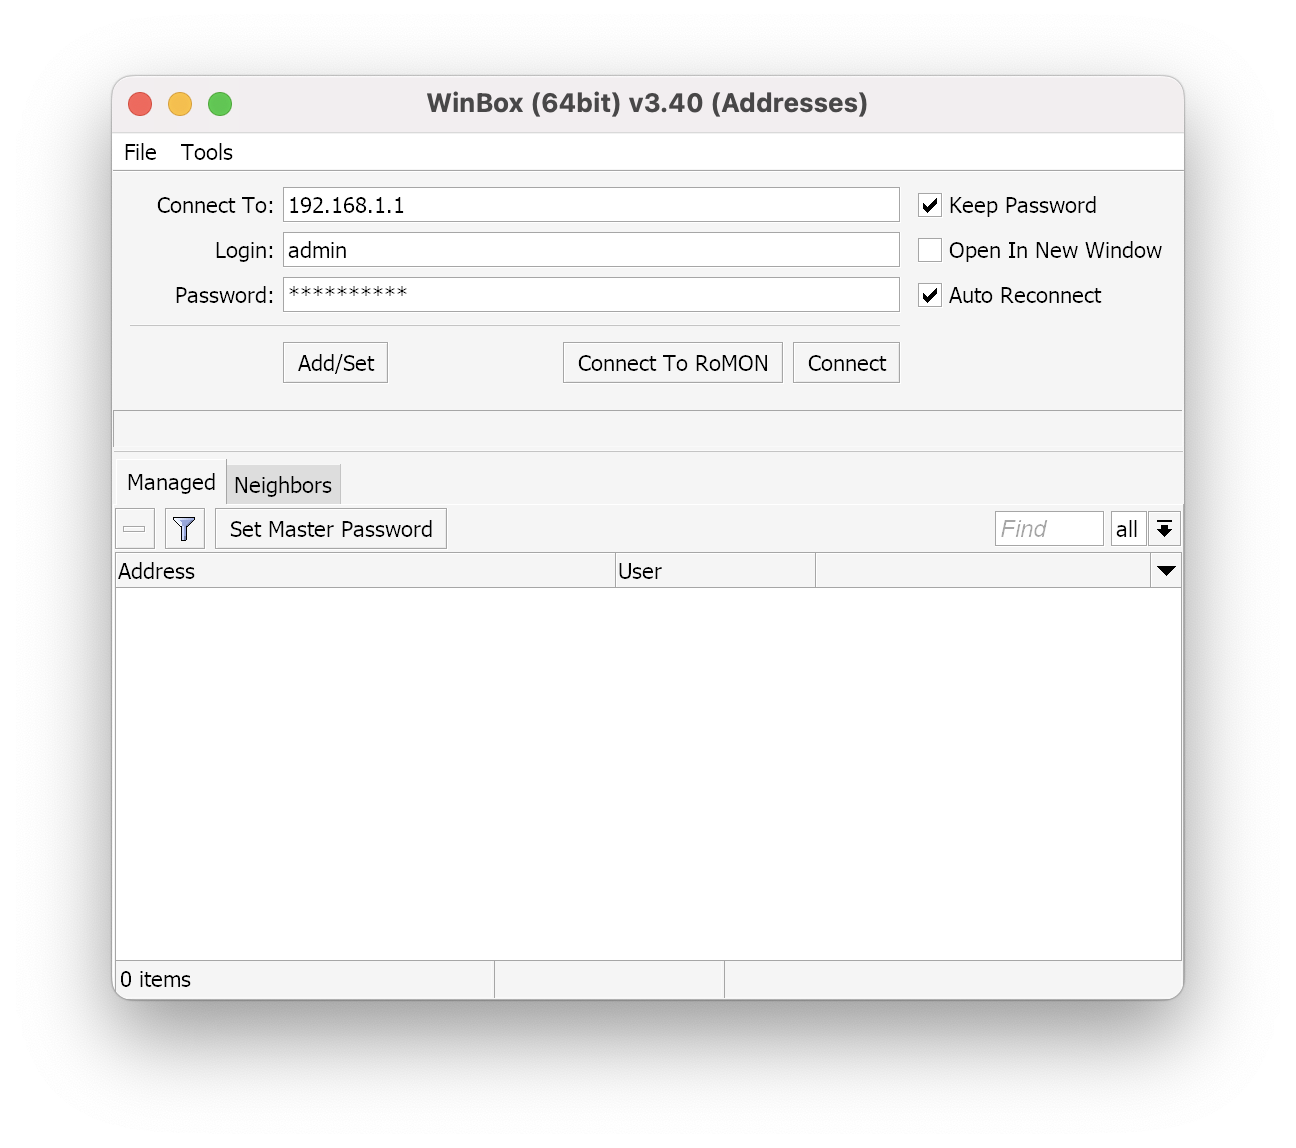 WinBox (64bit) v3.40 (Addresses)
File Tools
Connect To: 192.168.1.1 Keep Password
Login: admin Open In New Window
Password: ********** Auto Reconnect
Add/Set Connect To RoMON Connect
Managed Neighbors
Set Master Password Find all
Address User
0 items